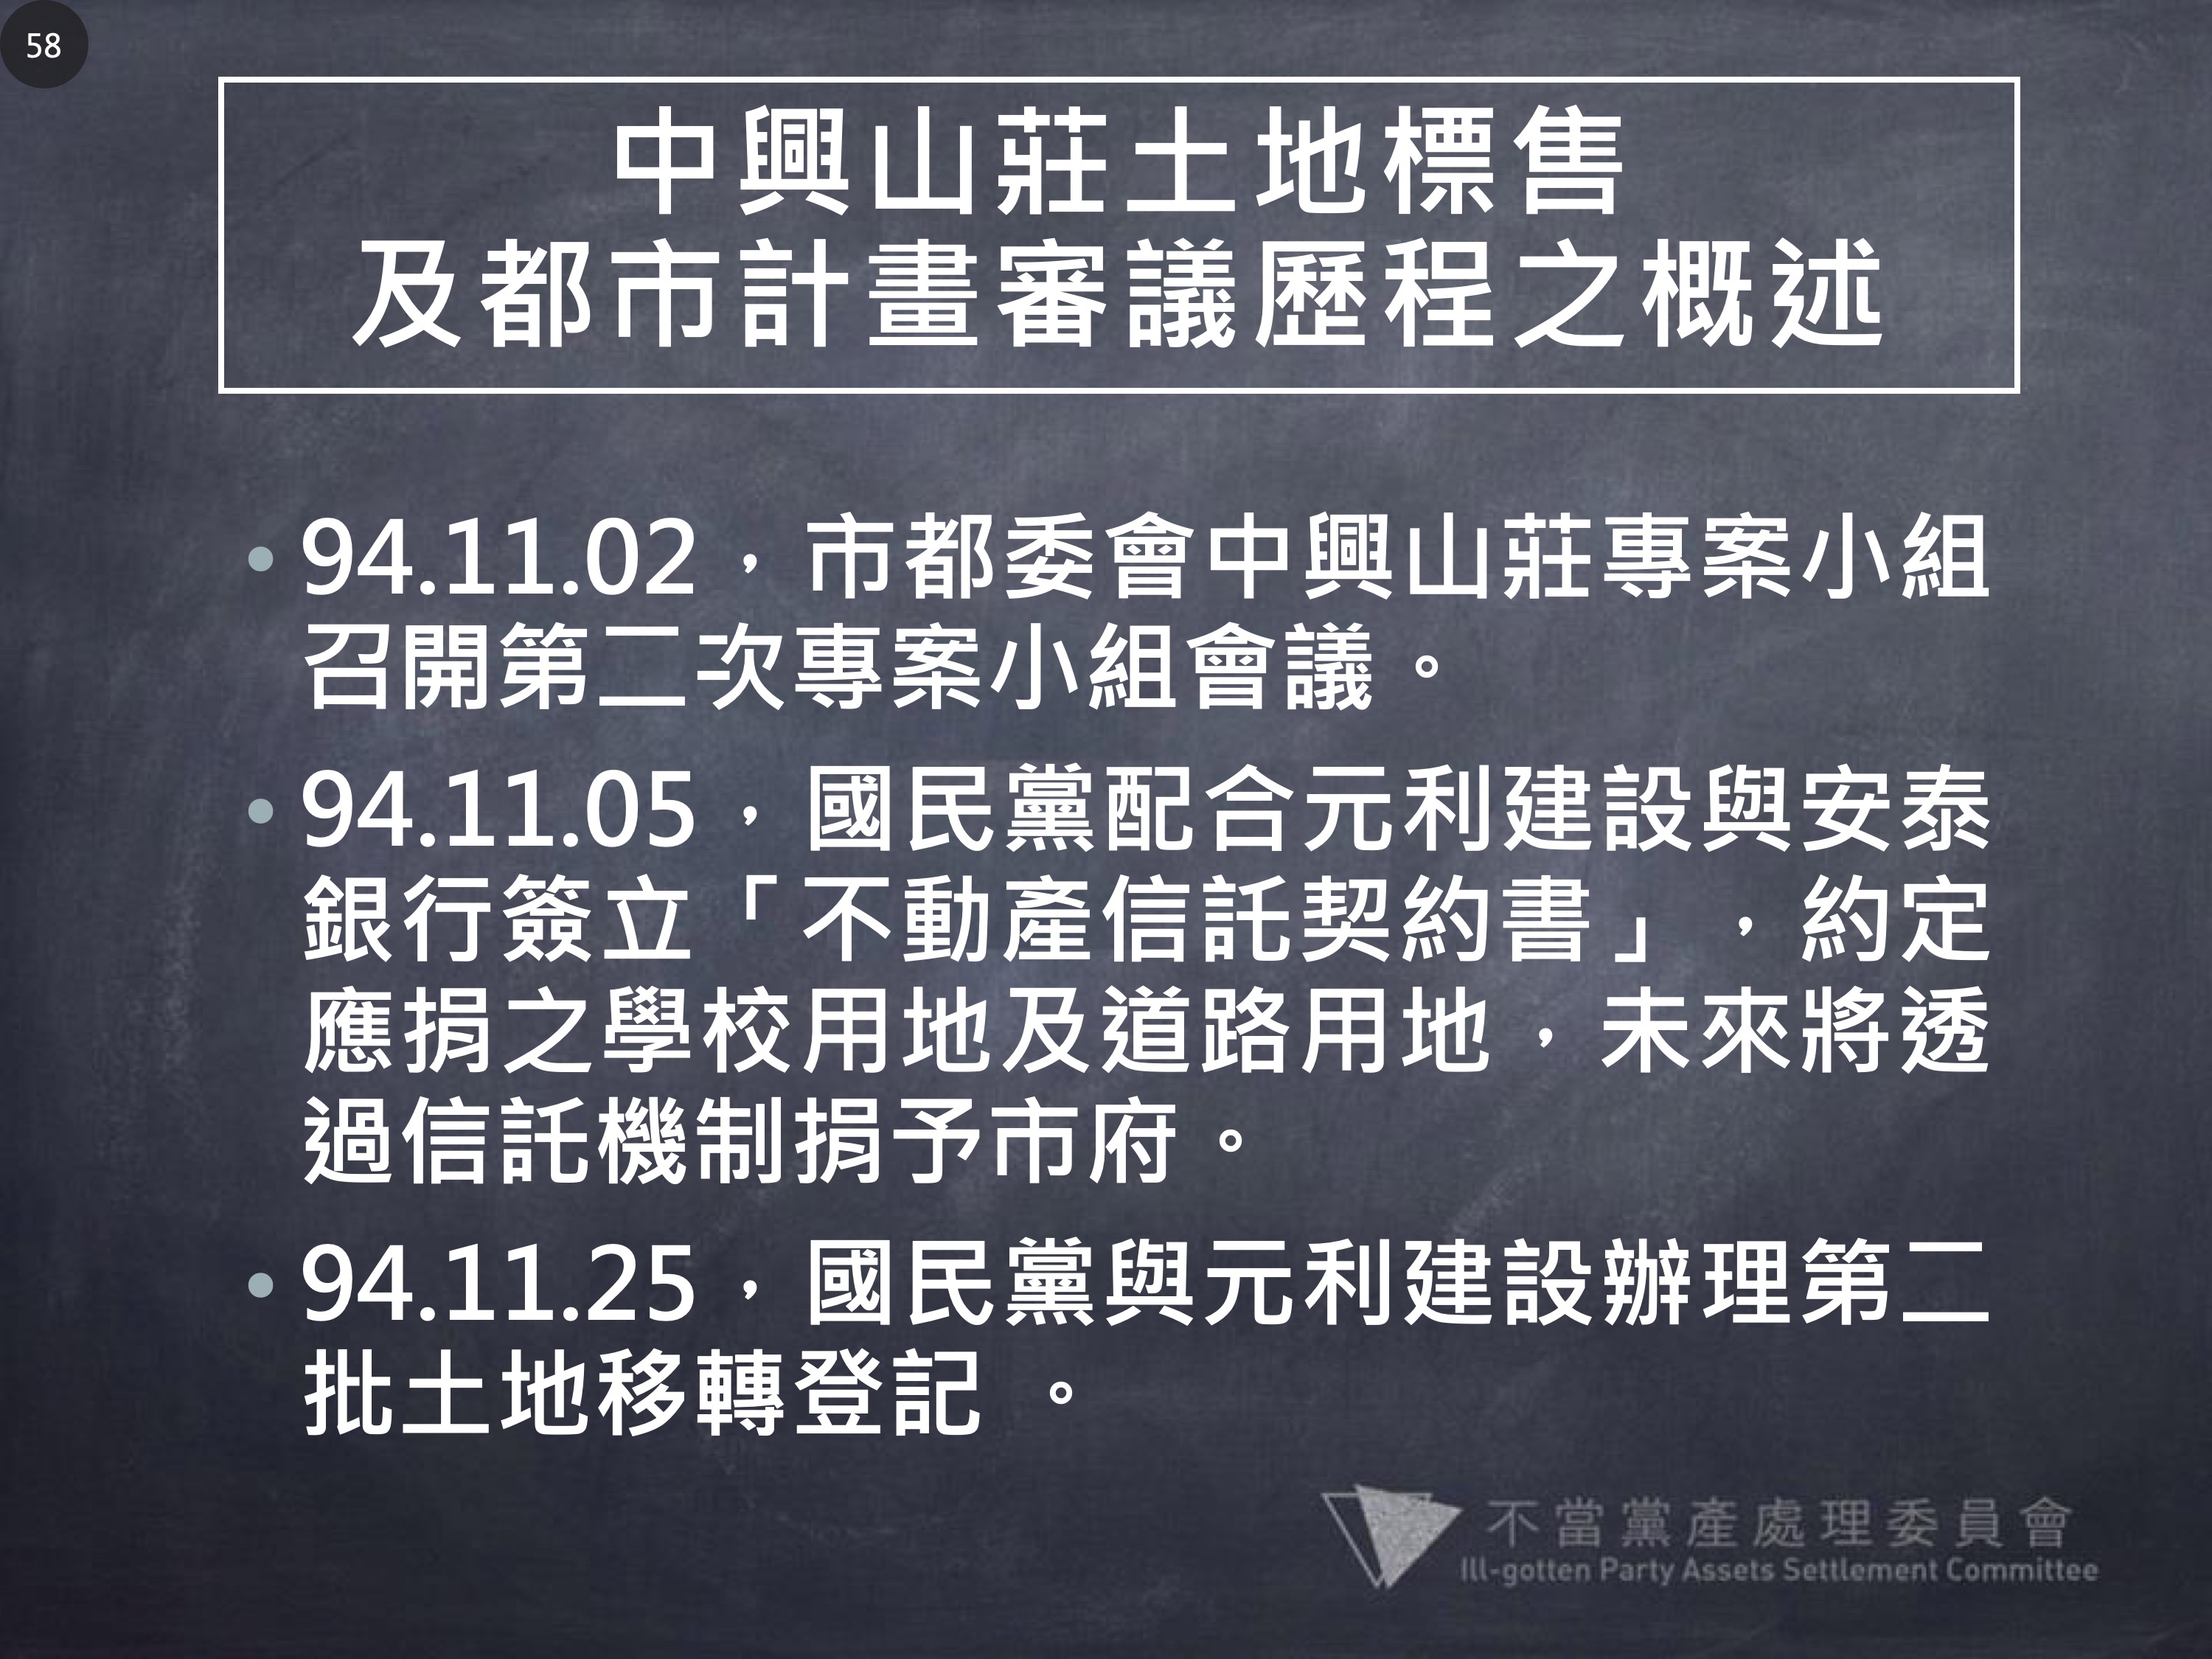 58
中興山莊土地標售
及都市計畫審議歷程之概述
• 94.11.02，市都委會中興山莊專案小組
召開第二次專案小組會議。
• 94.11.05，國民黨配合元利建設與安泰
銀行簽立「不動產信託契約書」，約定
應捐之學校用地及道路用地，未來將透
過信託機制捐予市府。
• 94.11.25，國民黨與元利建設辦理第二
批土地移轉登記 。
不當黨產處理委員會
Ill-gotten Party Assets Settlement Committee